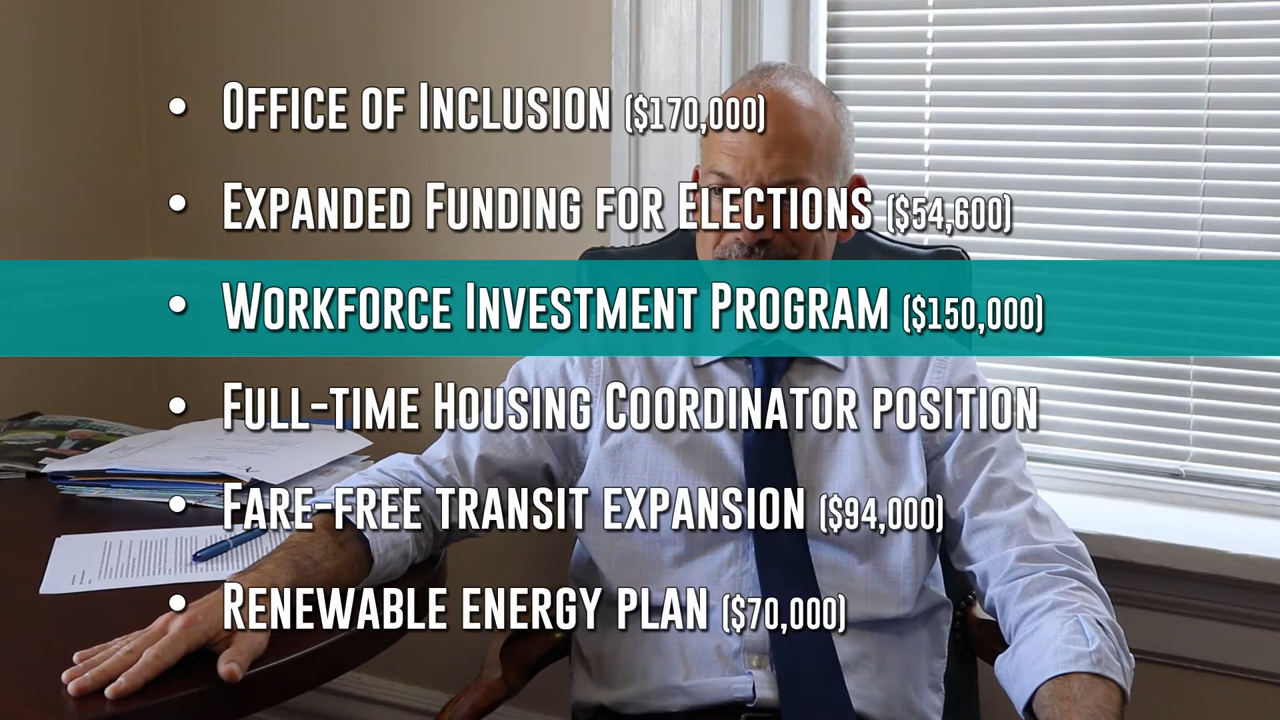 • Office of Inclusion ($170,000)
• Expanded Funding for Elections ($54,600)
• Workforce Investment Program ($150,000)
• Full-time Housing Coordinator position
• Fare-free transit expansion ($94,000)
• Renewable energy plan ($70,000)